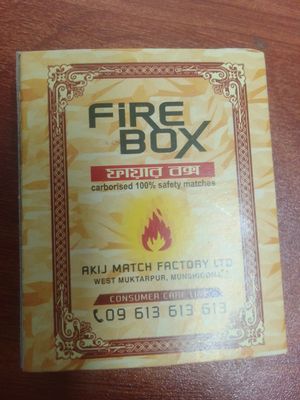 FiRE
BOX
ফায়ার বক্স
carborised 100% safety matches
AKIJ MATCH FACTORY LTD
WEST MUKTARPUR, MUNSHIGONJ
CONSUMER CARE
09 613 613 613